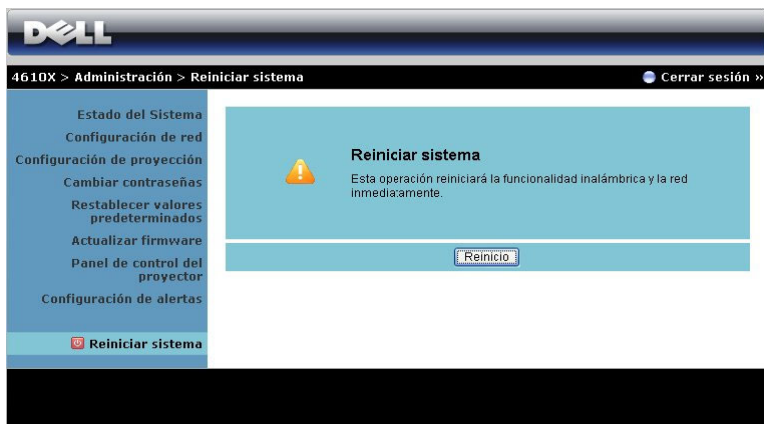 DELL
4610X > Administración > Reiniciar sistema
Cerrar sesión »
Estado del Sistema
Configuración de red
Configuración de proyección
Cambiar contraseñas
Restablecer valores
predeterminados
Actualizar firmware
Panel de control del
proyector
Configuración de alertas
Reiniciar sistema
Reiniciar sistema
Esta operación reiniciará la funcionalidad inalámbrica y la red
inmediatamente.
Reinicio